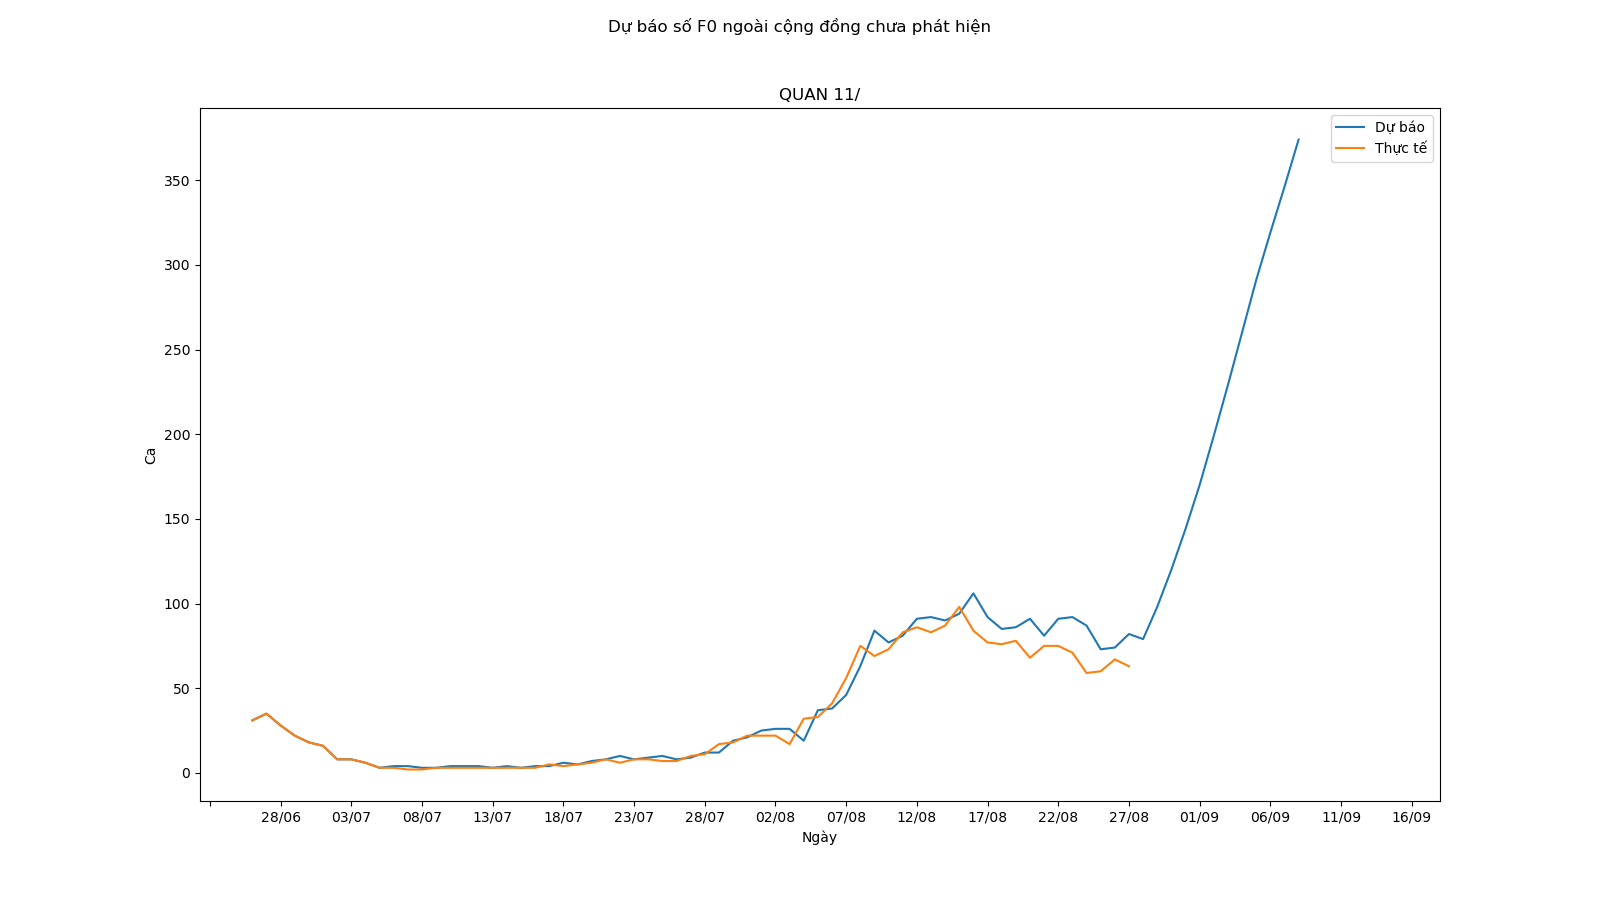 Dự báo số F0 ngoài cộng đồng chưa phát hiện
QUAN 11/
Dự báo
Thực tế
350
300
250
200
150
100
50
0
Ca
28/06 03/07 08/07 13/07 18/07 23/07 28/07 02/08 07/08 12/08 17/08 22/08 27/08 01/09 06/09 11/09 16/09
Ngày